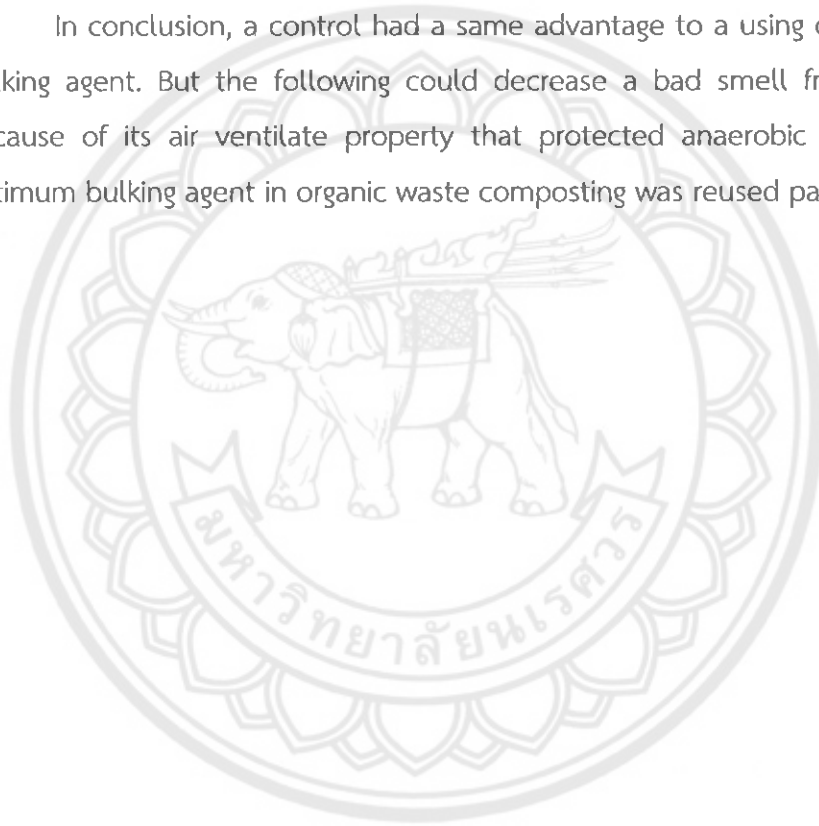 In conclusion, a control had a same advantage to a using
agent. But the following could decrease a bad smell
of its air ventilate property that protected anaerobic
bulking agent in organic waste composting was reused
มหาวิทยาลัยนเรศวร